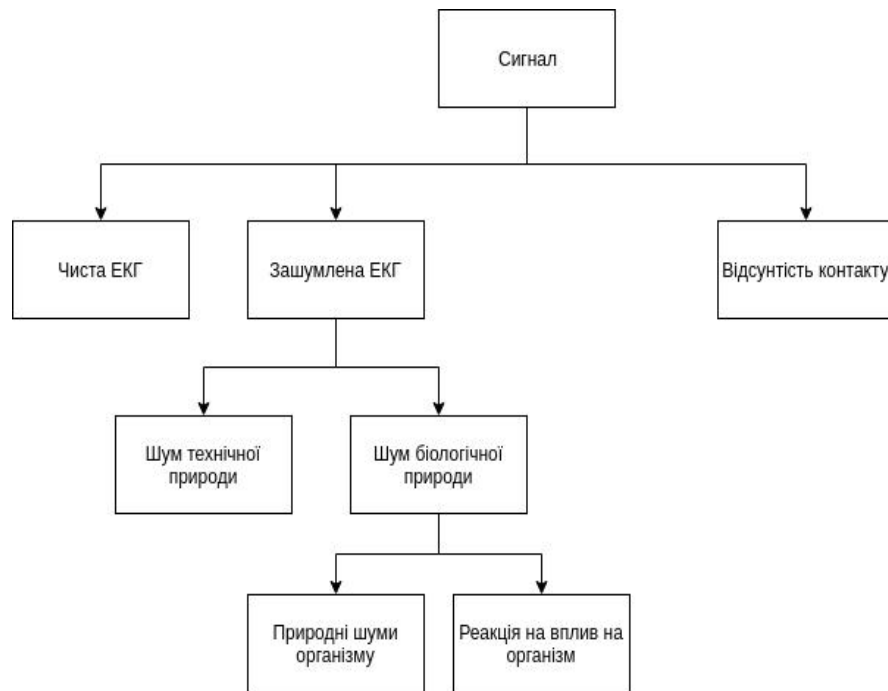 Сигнал
Чиста ЕКГ
Зашумлена ЕКГ
Відсунтість контакту
Шум технічної
природи
Шум біологічної
природи
Природні шуми
організму
Реакція на вплив на
організм